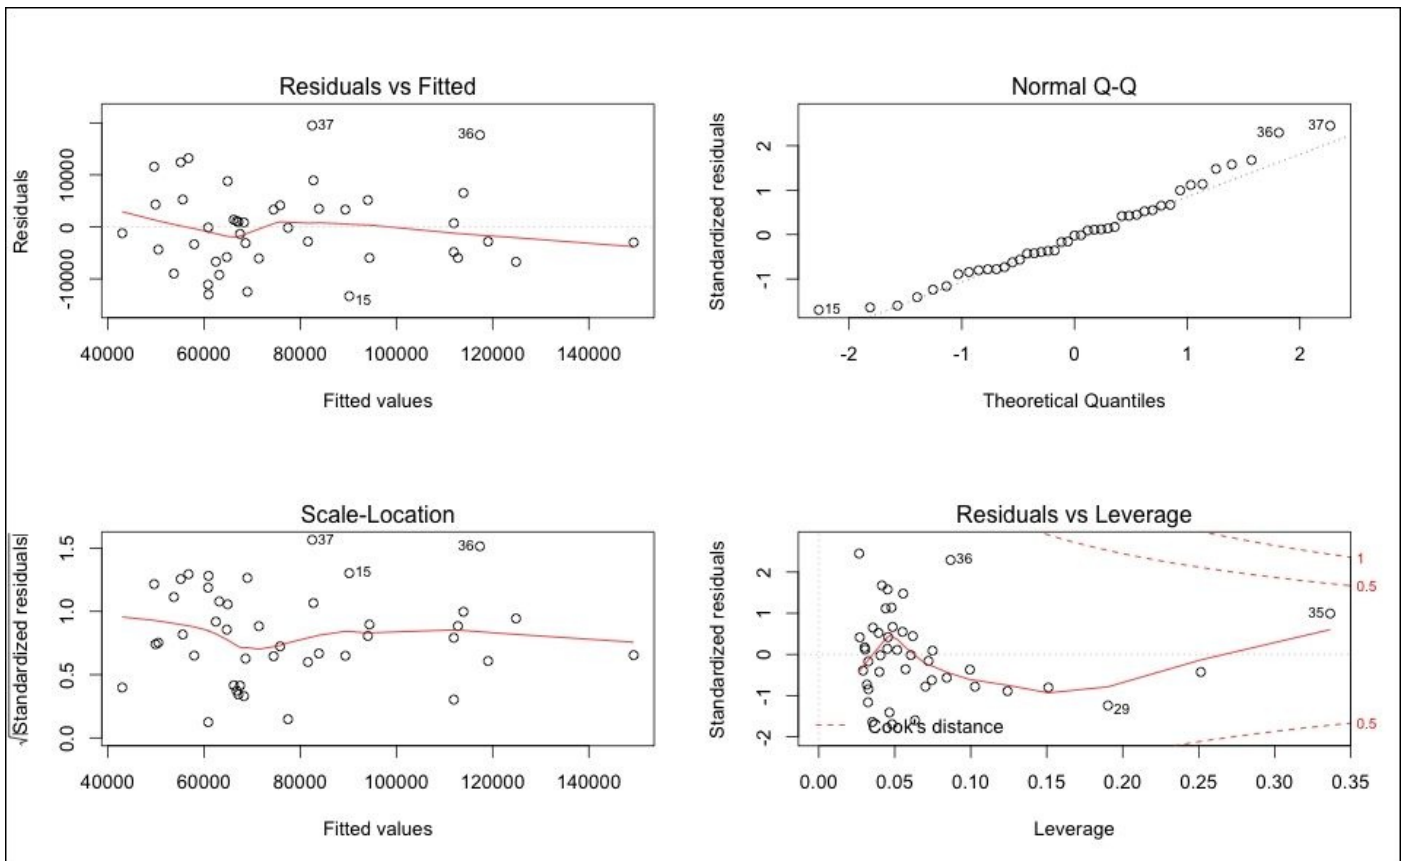 Residuals vs Fitted
Residuals
10000
0
-10000
37
36
15
40000 60000 80000 100000 120000 140000
Fitted values
Normal Q-Q
Standardized residuals
2
1
0
-1
36
37
15
-2 -1 0 1 2
Theoretical Quantiles
Scale-Location
√|Standardized residuals|
1.5
1.0
0.5
0.0
37
36
15
40000 60000 80000 100000 120000 140000
Fitted values
Residuals vs Leverage
Standardized residuals
2
1
0
-1
-2
36
1
0.5
35
29
0.5
Cook's distance
0.00 0.05 0.10 0.15 0.20 0.25 0.30 0.35
Leverage